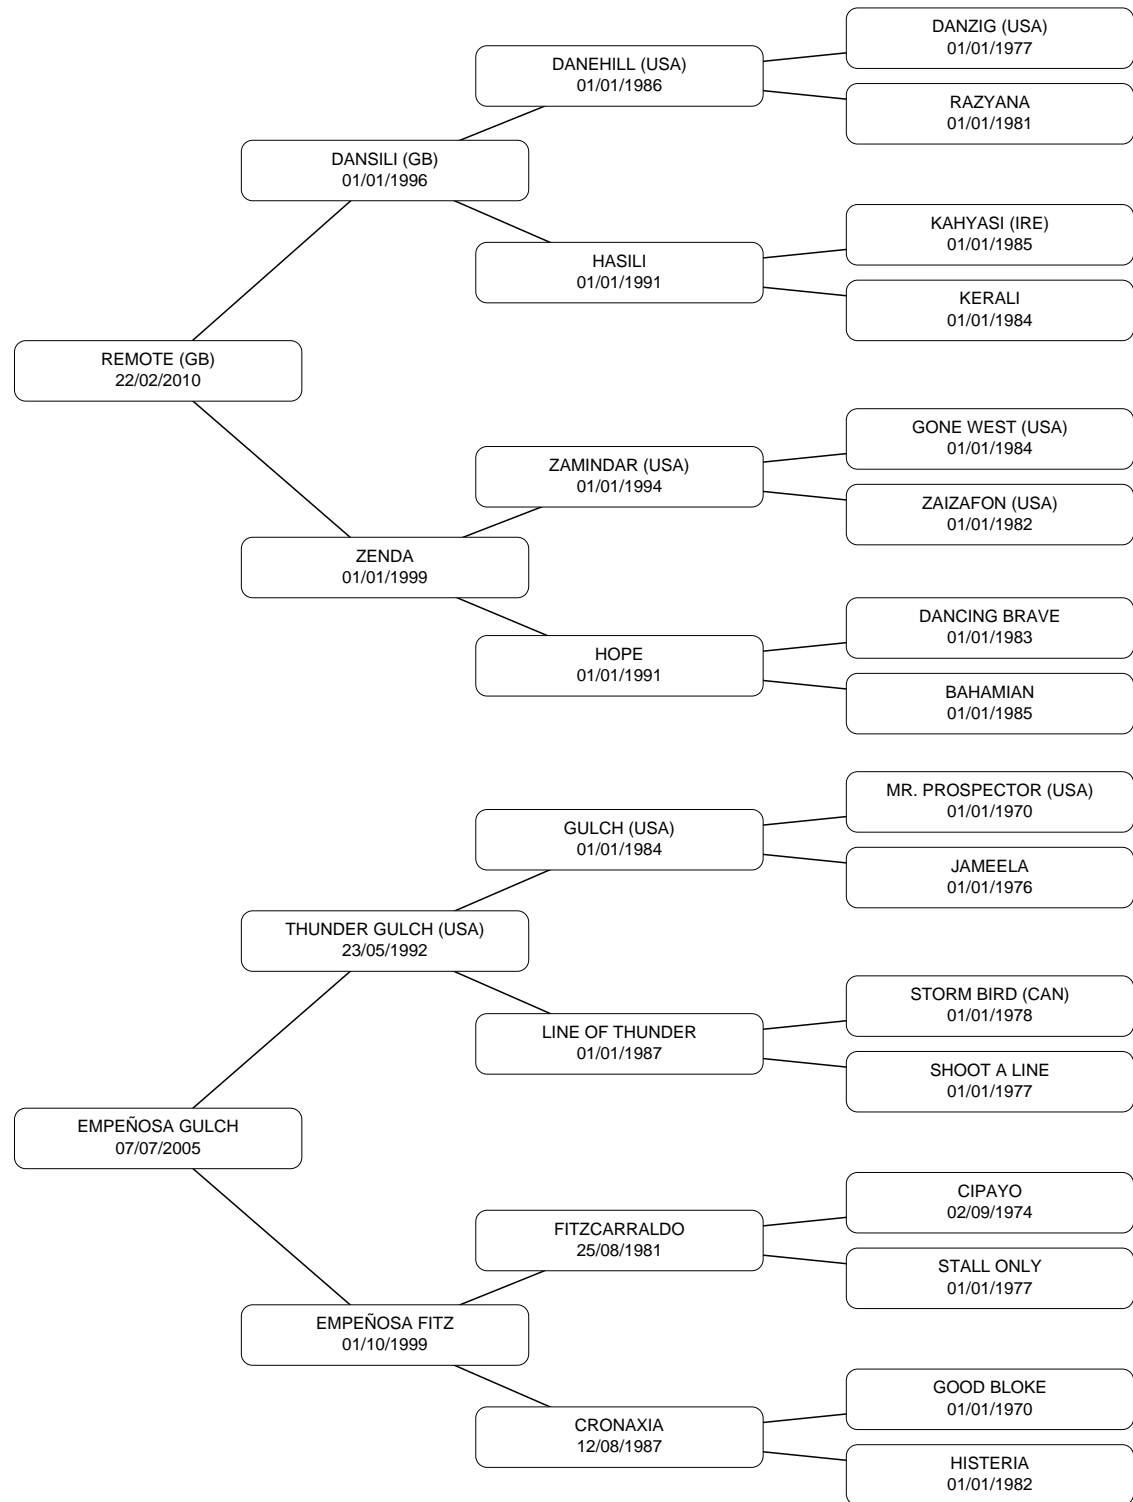 DANZIG (USA)
01/01/1977
DANEHILL (USA)
01/01/1986
RAZYANA
01/01/1981
DANSILI (GB)
01/01/1996
KAHYASI (IRE)
01/01/1985
HASILI
01/01/1991
KERALI
01/01/1984
REMOTE (GB)
22/02/2010
GONE WEST (USA)
01/01/1984
ZAMINDAR (USA)
01/01/1994
ZAIZAFON (USA)
01/01/1982
ZENDA
01/01/1999
DANCING BRAVE
01/01/1983
HOPE
01/01/1991
BAHAMIAN
01/01/1985
MR. PROSPECTOR (USA)
01/01/1970
GULCH (USA)
01/01/1984
JAMEELA
01/01/1976
THUNDER GULCH (USA)
23/05/1992
STORM BIRD (CAN)
01/01/1978
LINE OF THUNDER
01/01/1987
SHOOT A LINE
01/01/1977
EMPEÑOSA GULCH
07/07/2005
CIPAYO
02/09/1974
FITZCARRALDO
25/08/1981
STALL ONLY
01/01/1977
EMPEÑOSA FITZ
01/10/1999
GOOD BLOKE
01/01/1970
CRONAXIA
12/08/1987
HISTERIA
01/01/1982